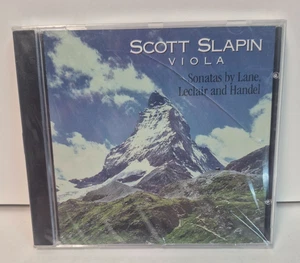 SCOTT SLAPIN
VIOLA
Sonatas by Lane,
Leclair and Handel